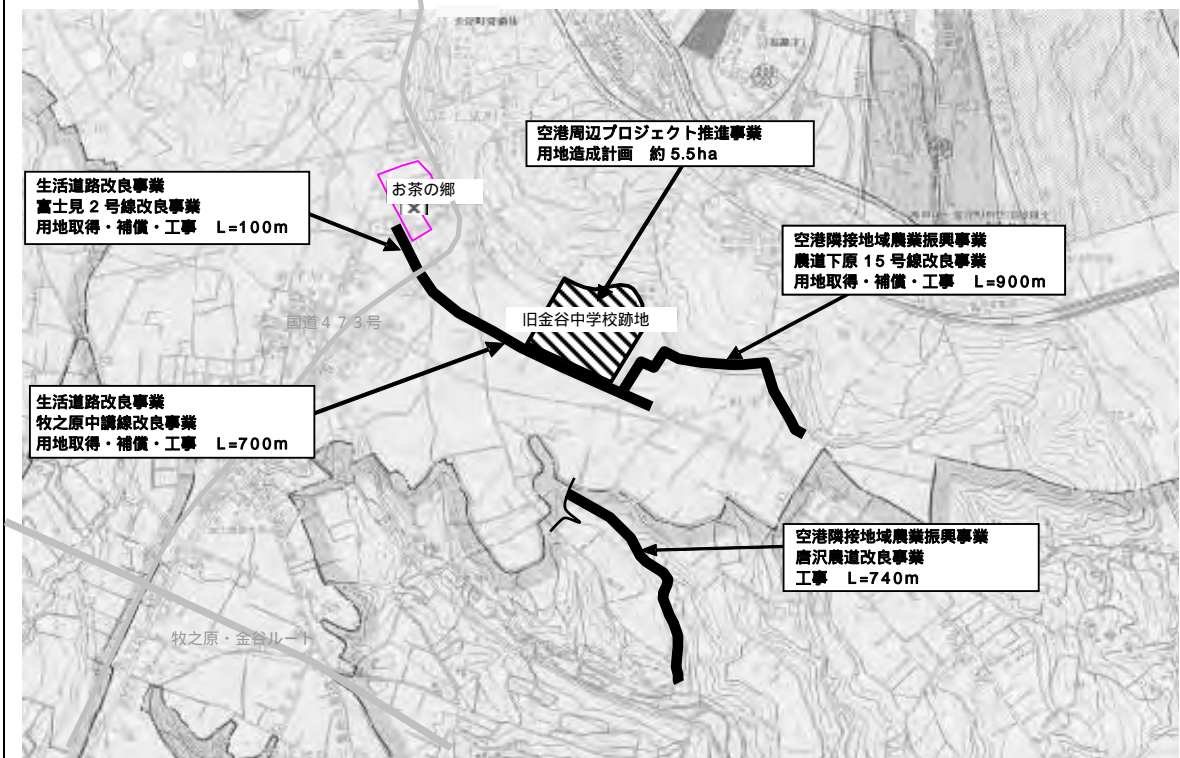 空港周辺プロジェクト推進事業
用地造成計画 約5.5ha
生活道路改良事業
富士見2号線改良事業
用地取得・補償・工事 L=100m
お茶の郷
空港隣接地域農業振興事業
農道下原15号線改良事業
用地取得・補償・工事 L=900m
旧金谷中学校跡地
国道473号
生活道路改良事業
牧之原中講線改良事業
用地取得・補償・工事 L=700m
空港隣接地域農業振興事業
唐沢農道改良事業
工事 L=740m
牧之原・金谷ルート